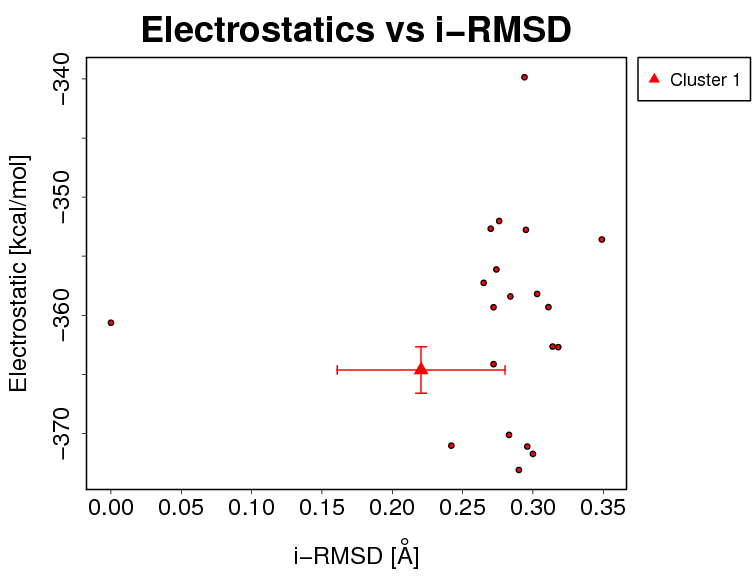 Electrostatics vs i−RMSD
Cluster 1
Electrostatic [kcal/mol]
−340
−350
−360
−370
0.00 0.05 0.10 0.15 0.20 0.25 0.30 0.35
i−RMSD [Å]